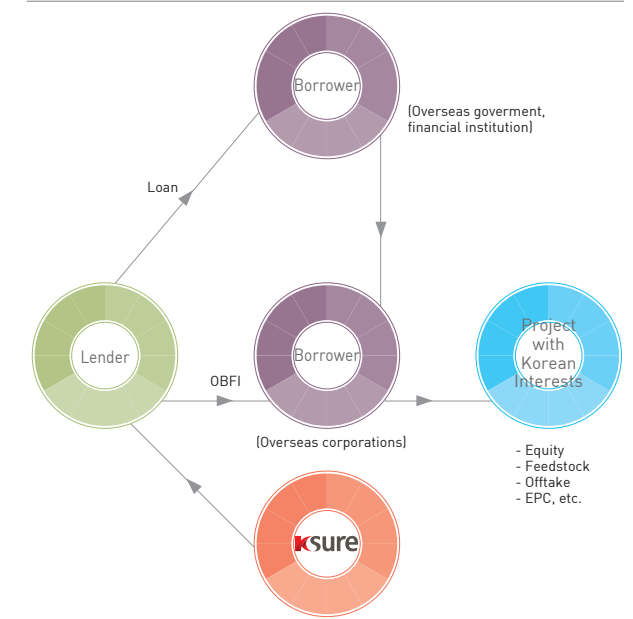 Borrower
(Overseas goverment,
financial institution)
Loan
Lender
OBFI
Borrower
(Overseas corporations)
Project
with
Korean
Interests
- Equity
- Feedstock
- Offtake
- EPC, etc.
ksure